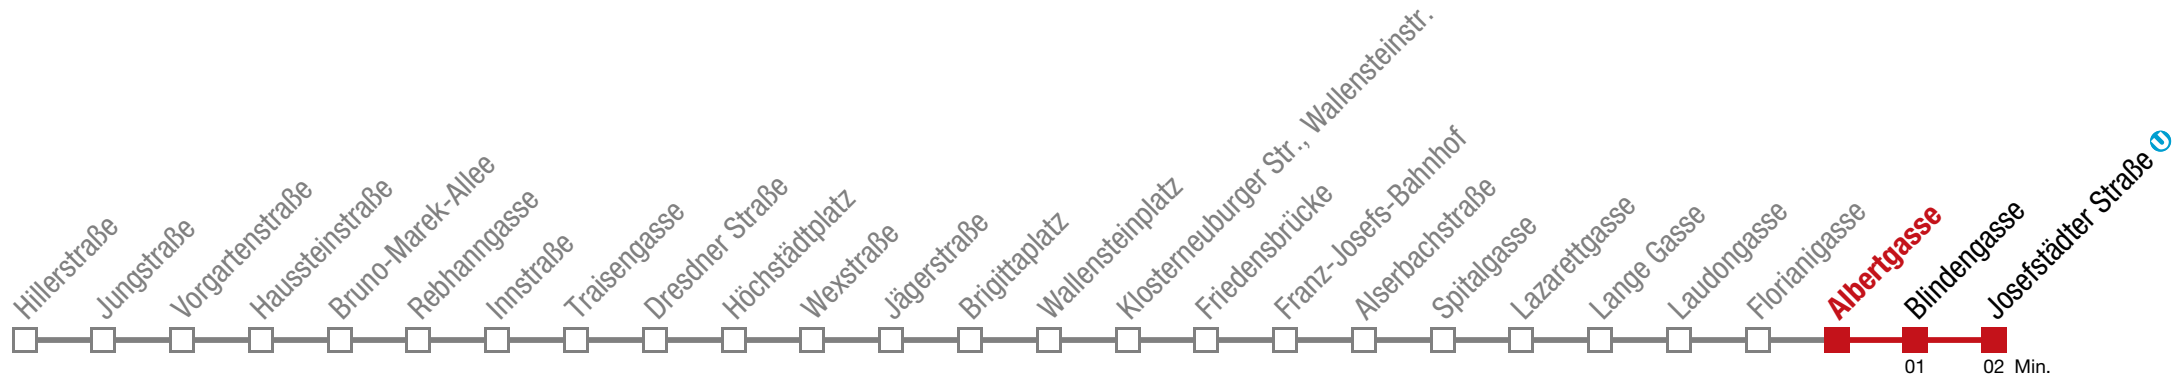 Hillerstraße
Jungstraße
Vorgartenstraße
Haussteinstraße
Bruno-Marek-Allee
Rebhanngasse
Innstraße
Traisengasse
Dresdner Straße
Höchstädtplatz
Wexstraße
Jägerstraße
Brigittaplatz
Wallensteinplatz
Klosterneuburger Str., Wallensteinstr.
Friedensbrücke
Franz-Josefs-Bahnhof
Alserbachstraße
Spitalgasse
Lazarettgasse
Lange Gasse
Laudongasse
Florianigasse
Albertgasse
Blindengasse
Josefstädter Straße U
01 02 Min.